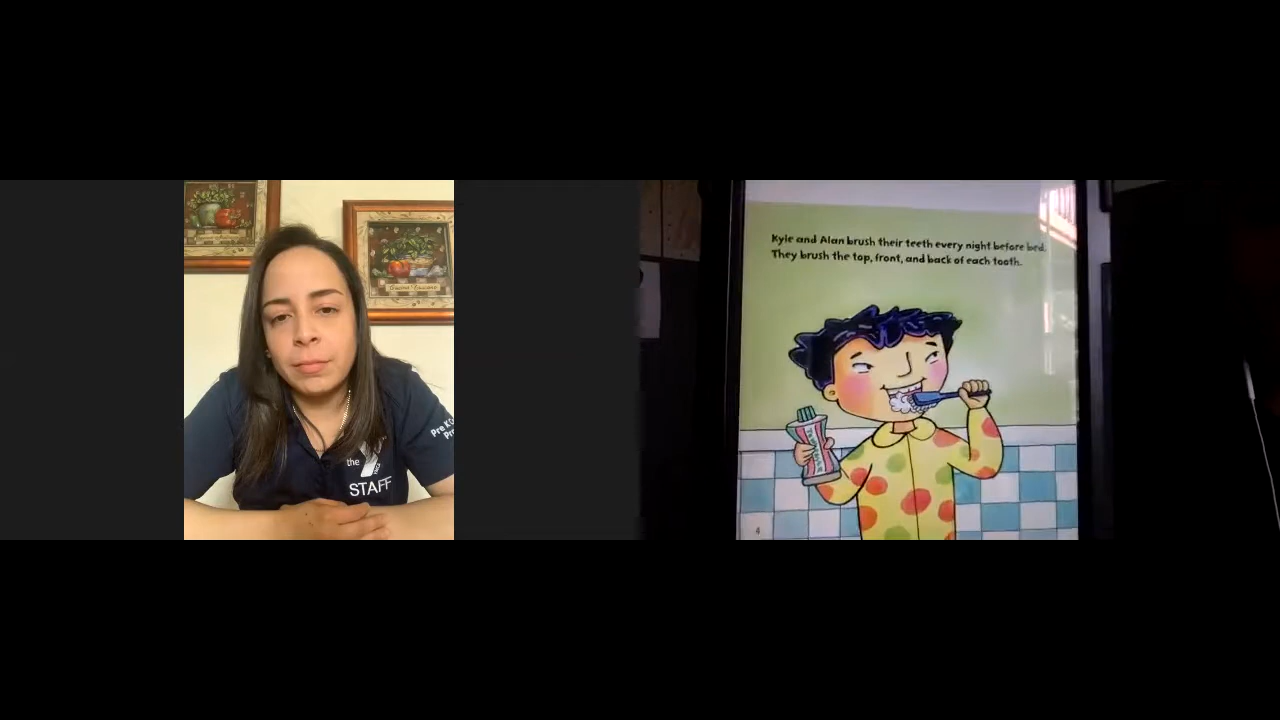 the Y
STAFF
Pre K
Kyle and Alan brush their teeth every night before bed.
They brush the top, front, and back of each tooth.
4